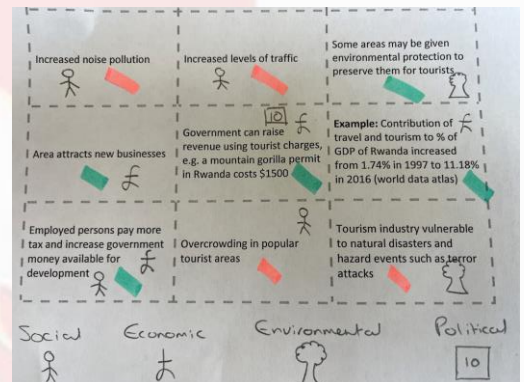 Increased noise pollution
Increased levels of traffic
Some areas may be given
environmental protection to
preserve them for tourists
Area attracts new businesses
10
£
Government can raise
revenue using tourist charges,
e.g. a mountain gorilla permit
in Rwanda costs $1500
£
Example: Contribution of
travel and tourism to % of
GDP of Rwanda increased
from 1.74% in 1997 to 11.18%
in 2016 (world data atlas)
£
Employed persons pay more
tax and increase government
money available for
development
£
Overcrowding in popular
tourist areas
Tourism industry vulnerable
to natural disasters and
hazard events such as terror
attacks
Social Economic Environmental Political
£ 10